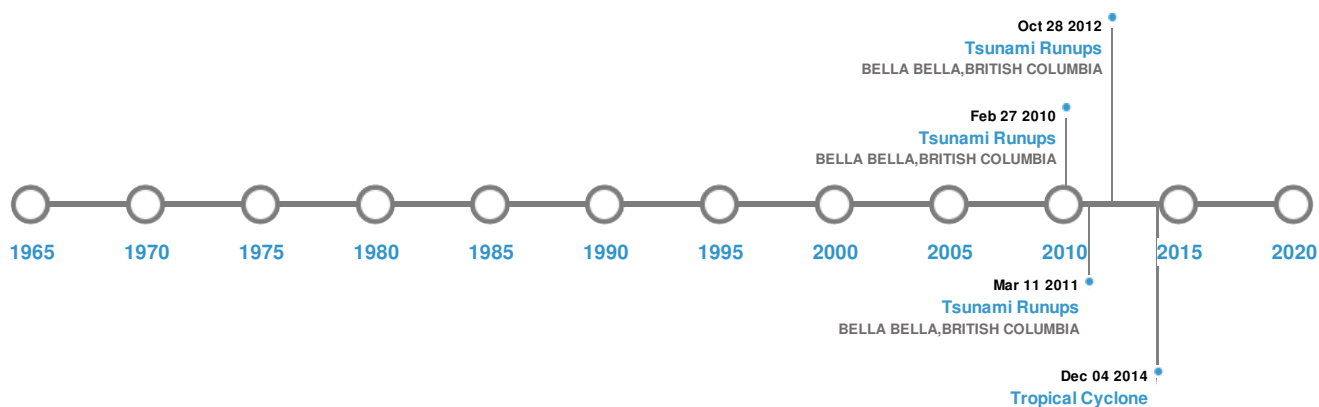 Oct 28 2012
Tsunami Runups
BELLA BELLA,BRITISH COLUMBIA
Feb 27 2010
Tsunami Runups
BELLA BELLA,BRITISH COLUMBIA
1965 1970 1975 1980 1985 1990 1995 2000 2005 2010 2015 2020
Mar 11 2011
Tsunami Runups
BELLA BELLA,BRITISH COLUMBIA
Dec 04 2014
Tropical Cyclone